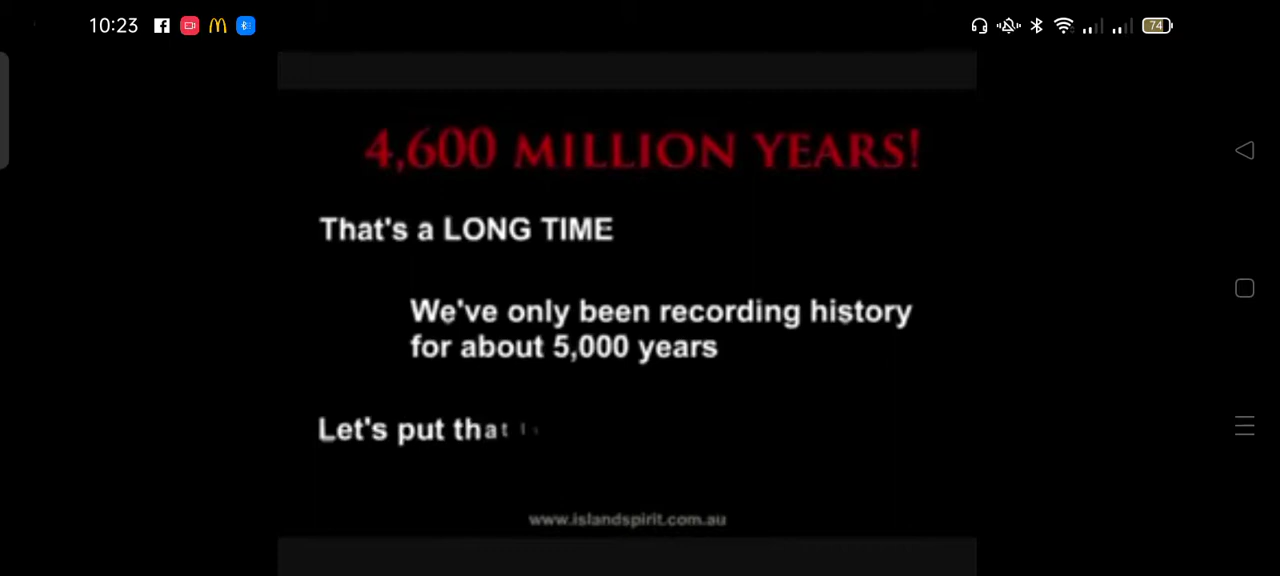 10:23
74
4,600 MILLION YEARS!
That's a LONG TIME
We've only been recording history
for about 5,000 years
Let's put that
www.islandspirit.com.au